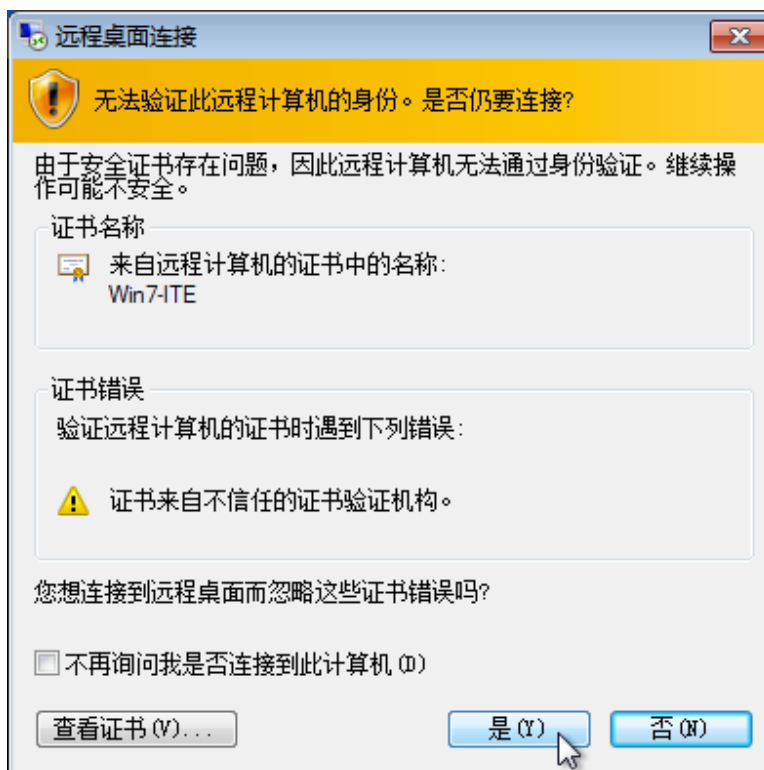 远程桌面连接
无法验证此远程计算机的身份。是否仍要连接?
由于安全证书存在问题，因此远程计算机无法通过身份验证。继续操
作可能不安全。
证书名称
来自远程计算机的证书中的名称:
Win7-ITE
证书错误
验证远程计算机的证书时遇到下列错误:
证书来自不信任的证书验证机构。
您想连接到远程桌面而忽略这些证书错误吗?
不再询问我是否连接到此计算机(D)
查看证书(V)...
是(Y)
否(N)